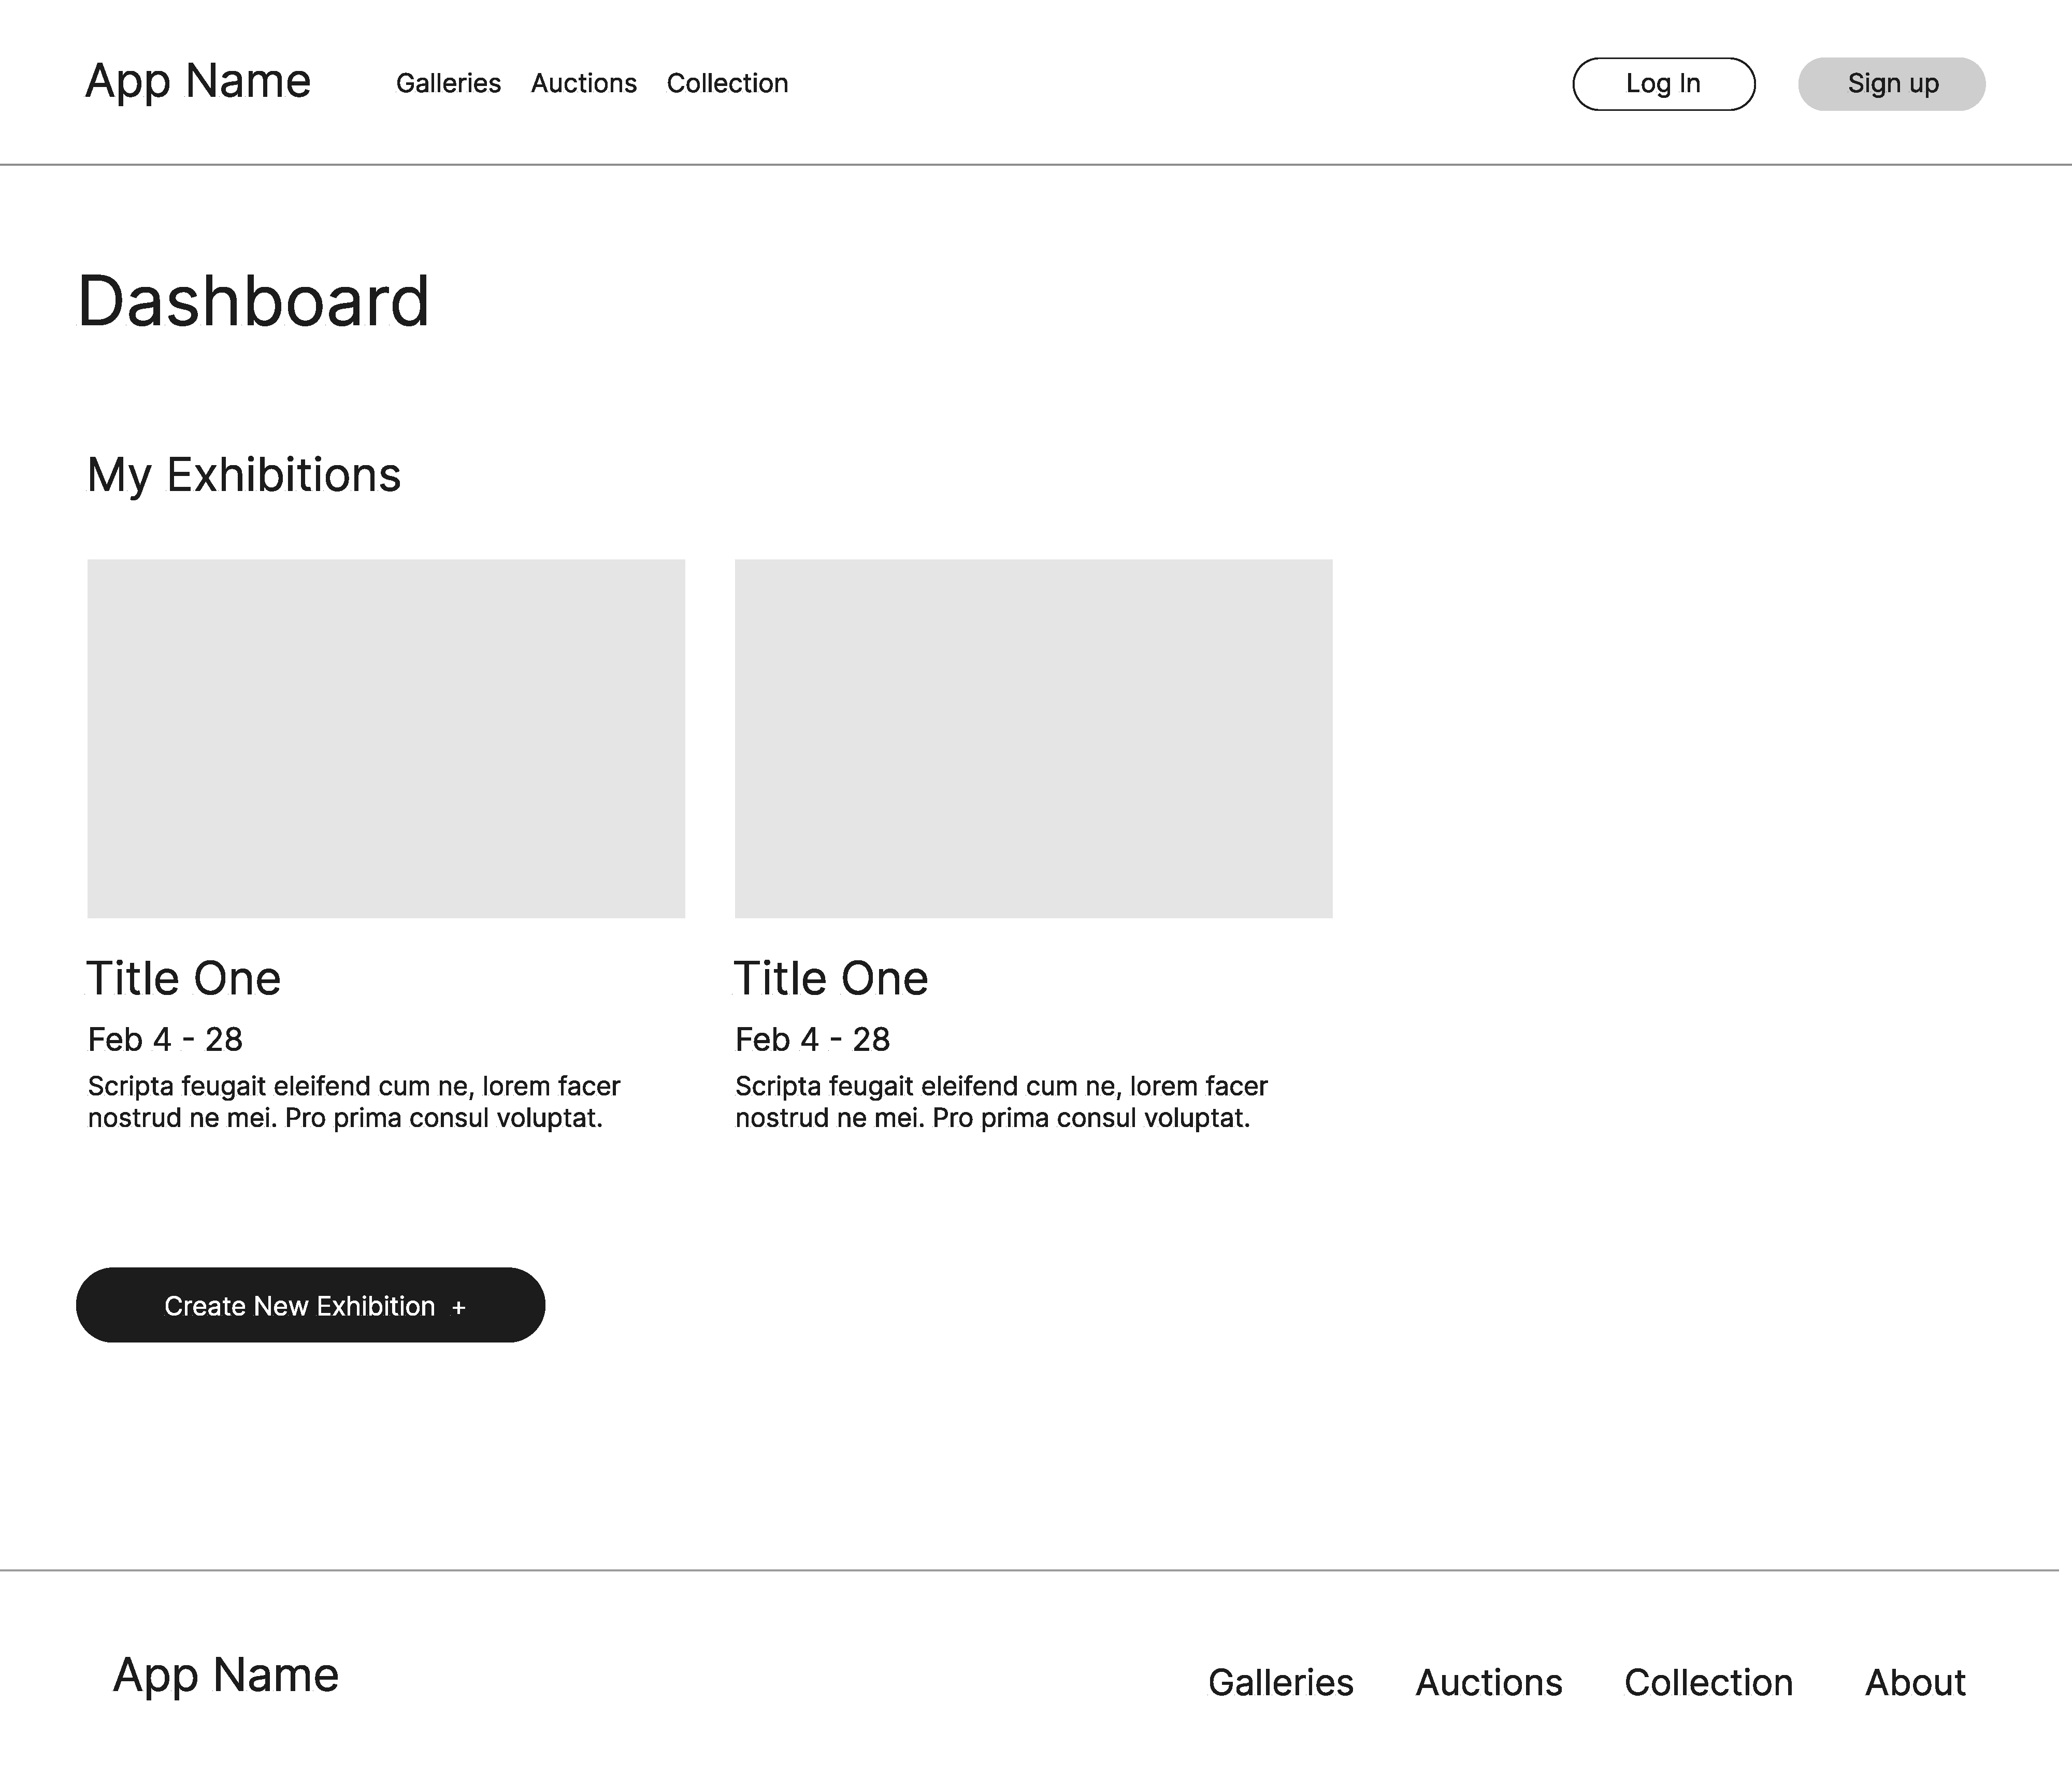 App Name
Galleries Auctions Collection
Log In
Sign up
Dashboard
My Exhibitions
Title One
Feb 4 - 28
Scripta feugait eleifend cum ne, lorem facer
nostrud ne mei. Pro prima consul voluptat.
Title One
Feb 4 - 28
Scripta feugait eleifend cum ne, lorem facer
nostrud ne mei. Pro prima consul voluptat.
Create New Exhibition +
App Name
Galleries Auctions Collection About